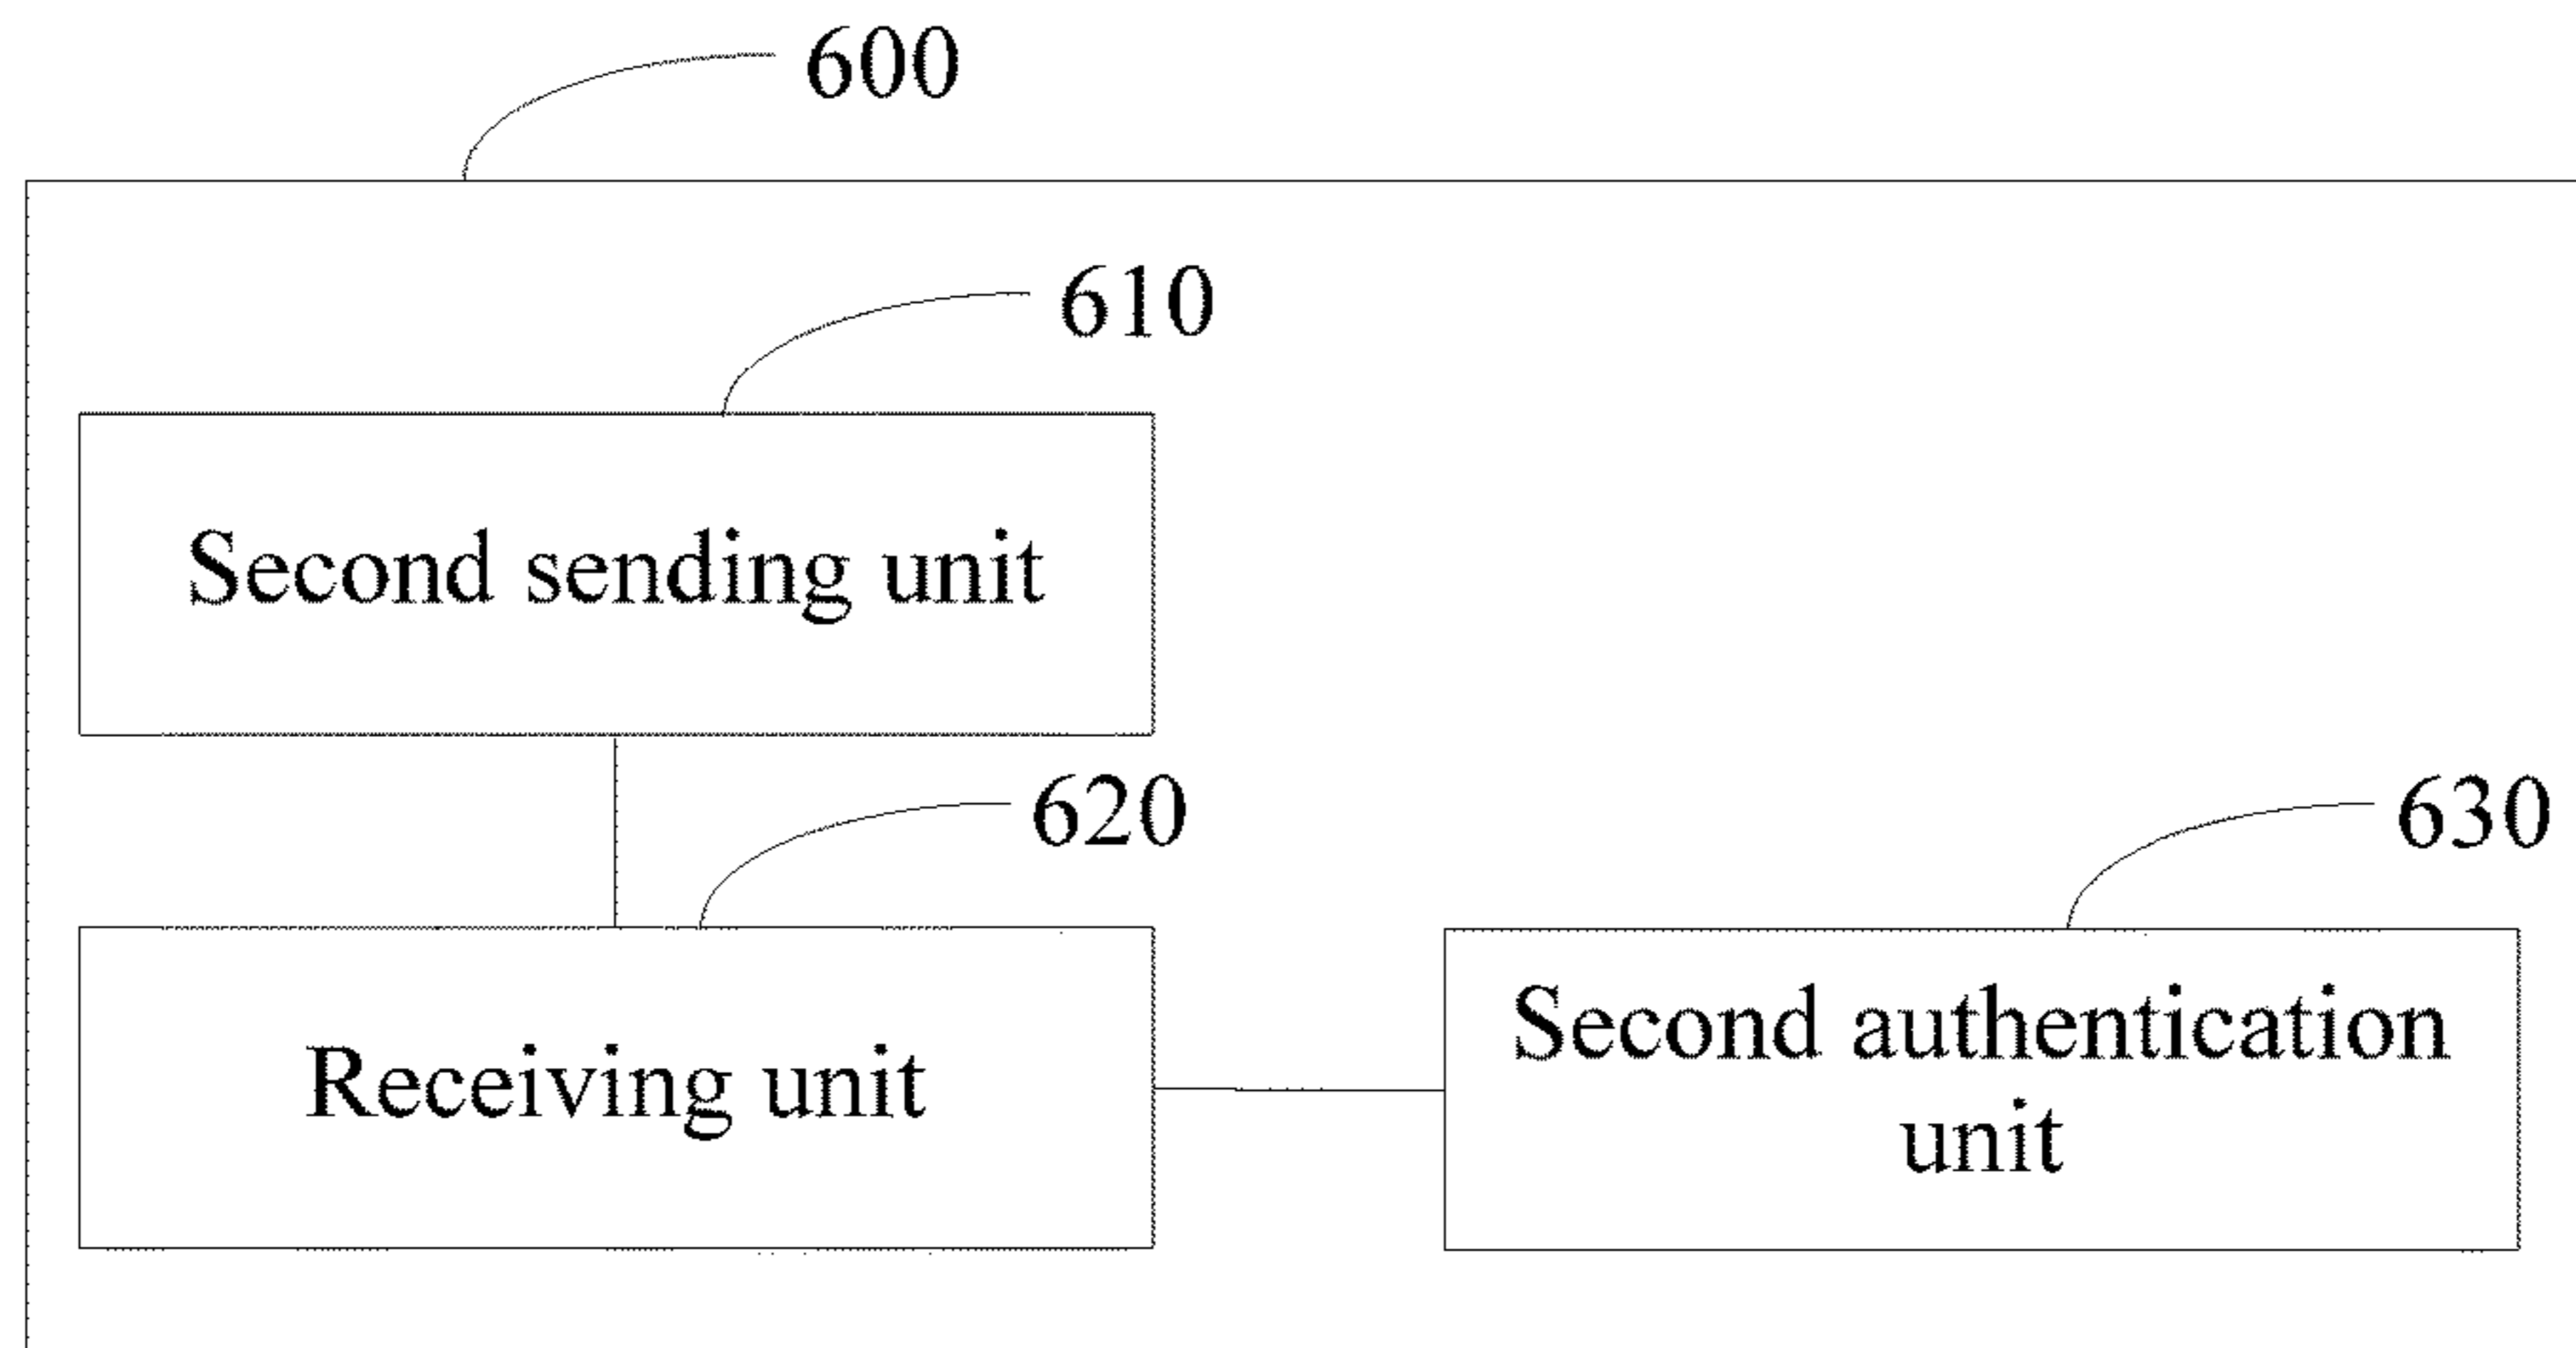 600
610
Second sending unit
620
630
Receiving unit
Second authentication
unit